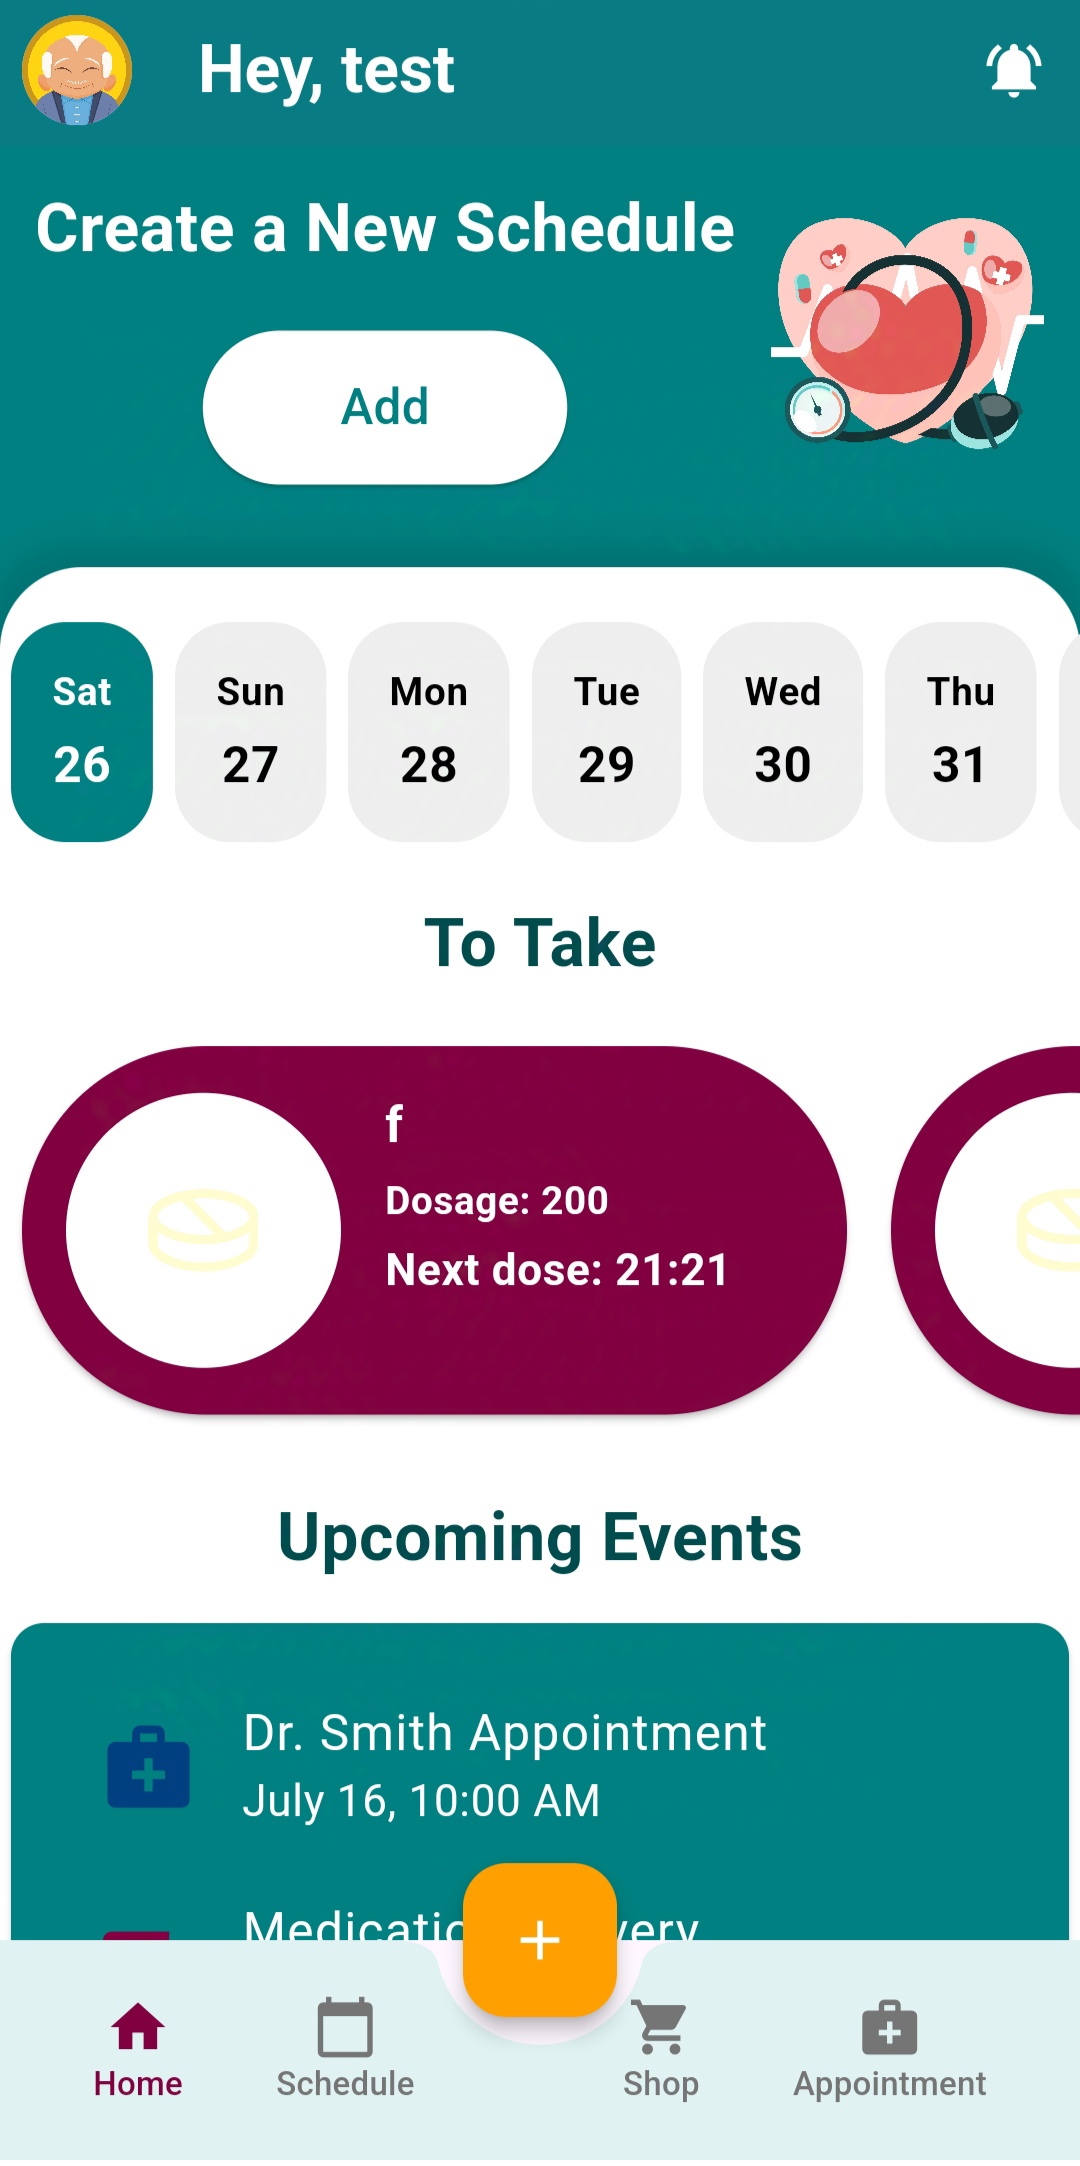 Hey, test
Create a New Schedule
Add
Sat Sun Mon Tue Wed Thu
26 27 28 29 30 31
To Take
f
Dosage: 200
Next dose: 21:21
Upcoming Events
Dr. Smith Appointment
July 16, 10:00 AM
+
Home Schedule Shop Appointment